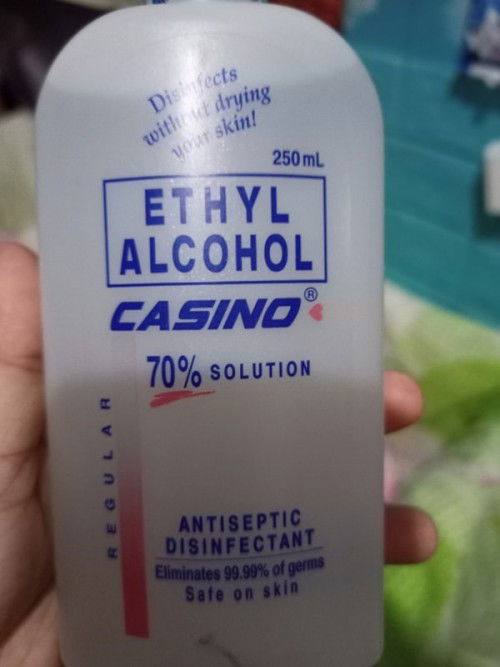 Disinfects
without drying
your skin!
250 mL
ETHYL
ALCOHOL
CASINO®
70% SOLUTION
REGULAR
ANTISEPTIC
DISINFECTANT
Eliminates 99.99% of germs
Safe on skin